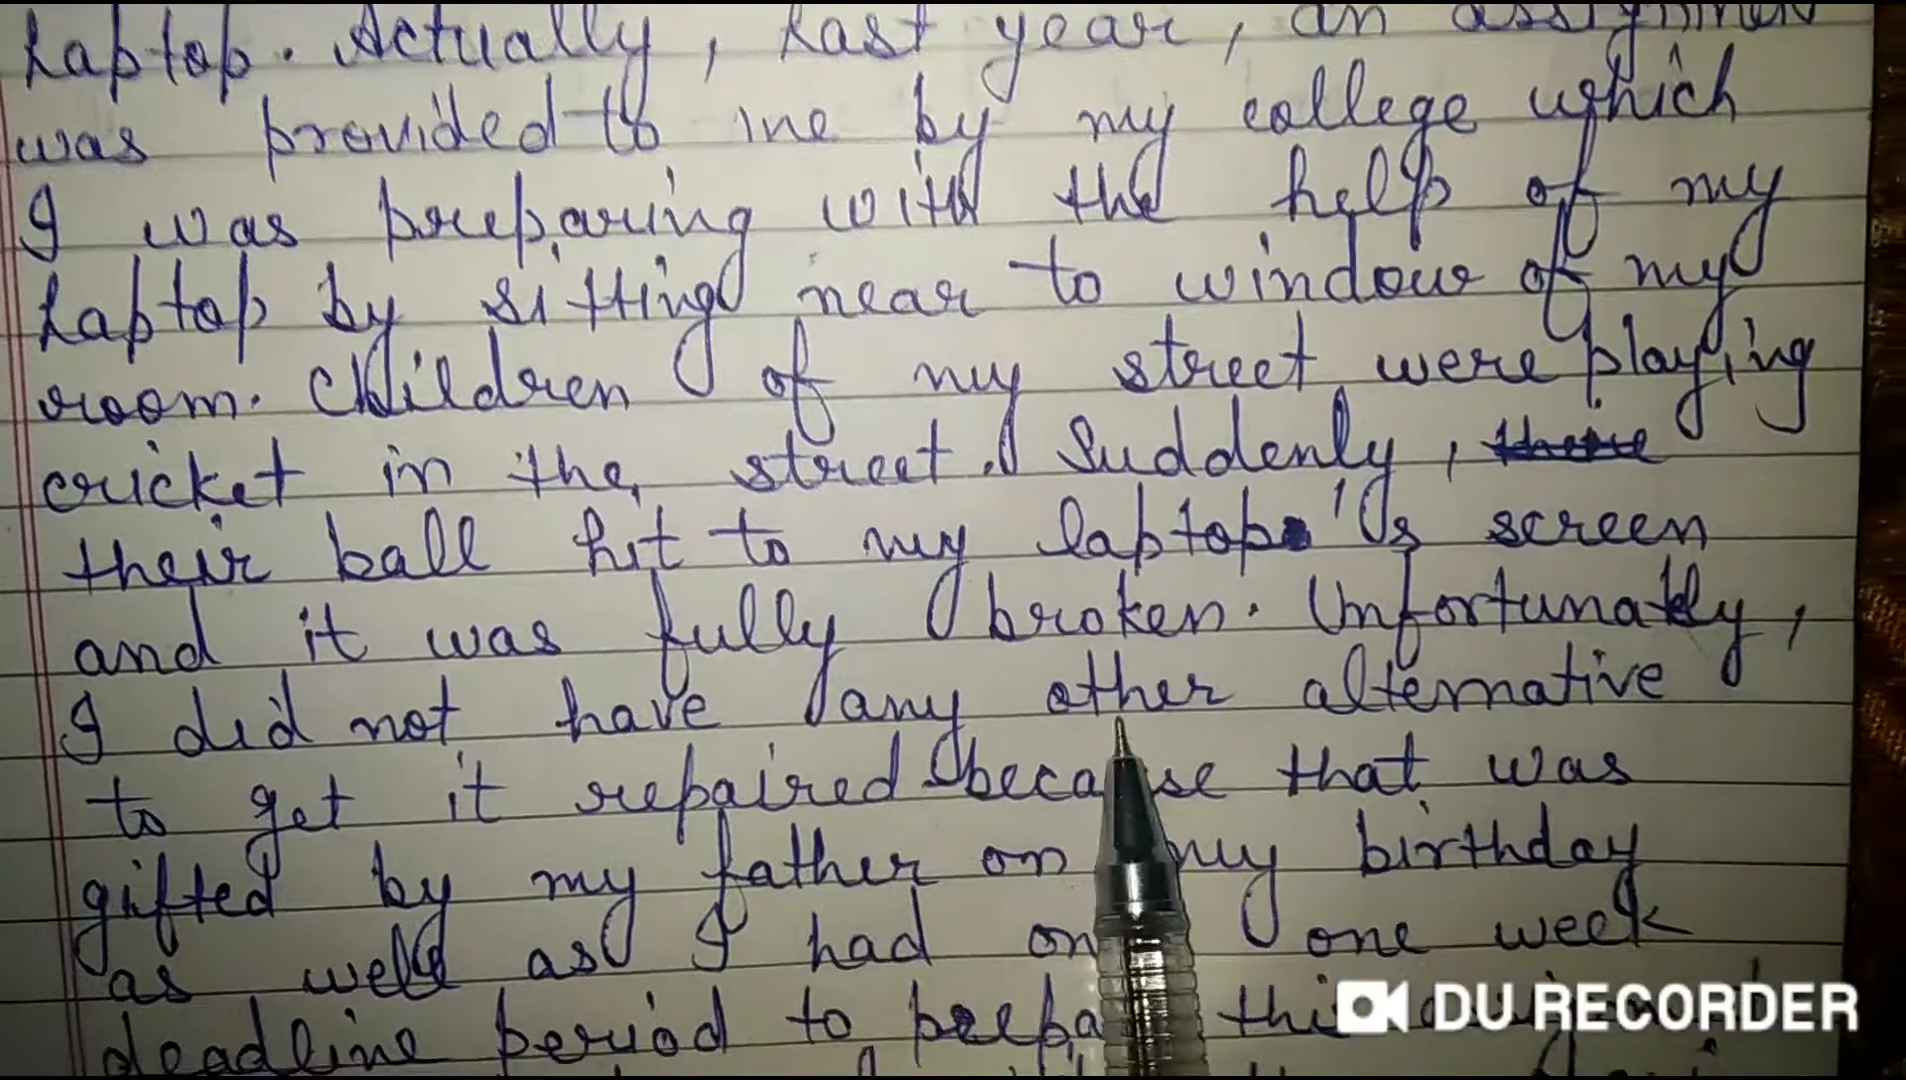 Laptop. Actually, Last year, an assignmen
was provided to me by my college which
I was preparing with the help of my
Laptop by sitting near to window of my
room. Children of my street were playing
cricket in the street. Suddenly,
their ball hit to my laptop's screen
and it was fully broken. Unfortunately,
I did not have any other alternative
to get it repaired because that was
gifted by my father on my birthday
as well as I had one week
deadline period to
DU RECORDER